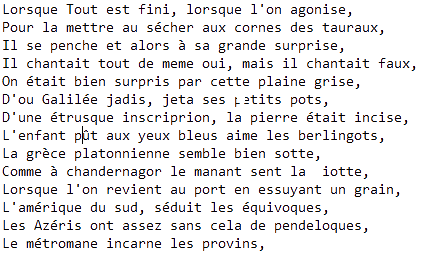 Lorsque Tout est fini, lorsque l'on agonise,
Pour la mettre au sécher aux cornes des tauraux,
Il se penche et alors à sa grande surprise,
Il chantait tout de meme oui, mais il chantait faux,
On était bien surpris par cette plaine grise,
D'ou Galilée jadis, jeta ses petits pots,
D'une étrusque inscriprion, la pierre était incise,
L'enfant pût aux yeux bleus aime les berlingots,
La grèce platonnienne semble bien sotte,
Comme à chandernagor le manant sent la iotte,
Lorsque l'on revient au port en essuyant un grain,
L'amérique du sud, séduit les équivoques,
Les Azéris ont assez sans cela de pendeloques,
Le métromane incarne les provins,